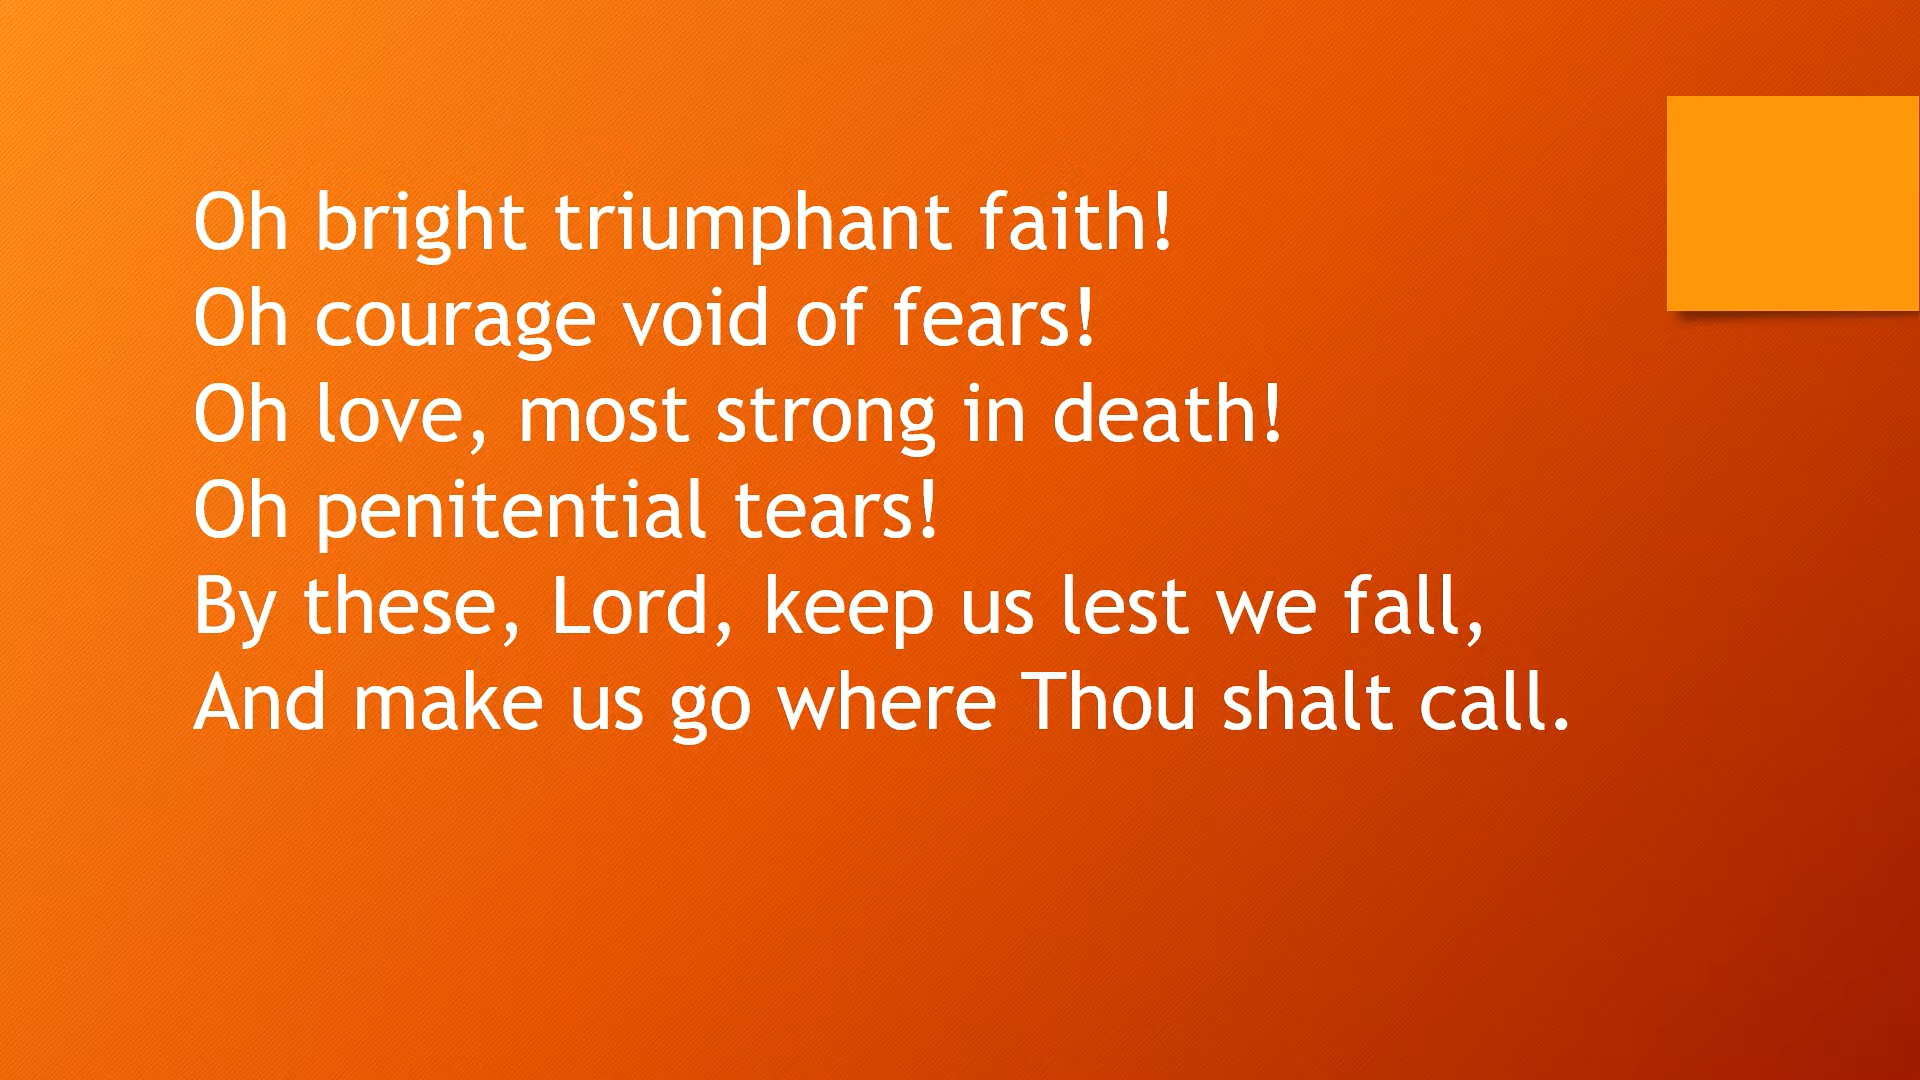 Oh bright triumphant faith!
Oh courage void of fears!
Oh love, most strong in death!
Oh penitential tears!
By these, Lord, keep us lest we fall,
And make us go where Thou shalt call.